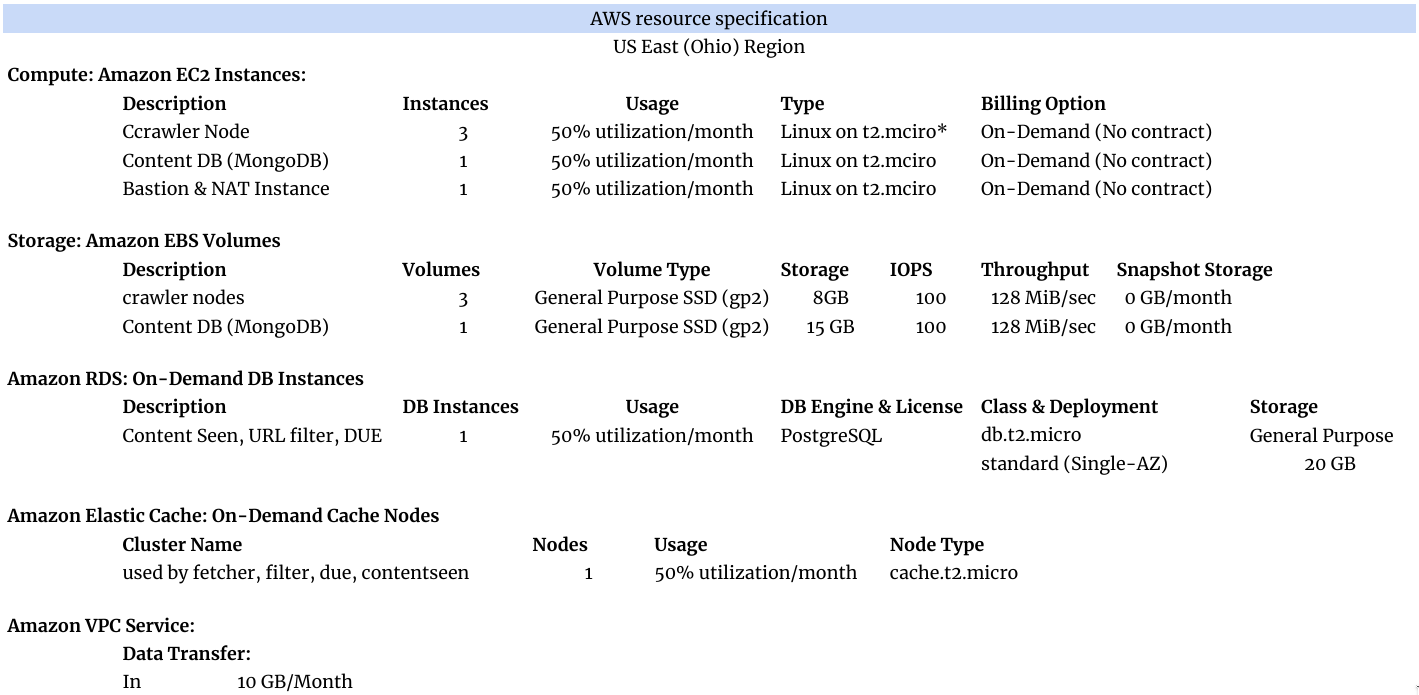 AWS resource specification
US East (Ohio) Region
Compute: Amazon EC2 Instances:
Description Instances Usage Type Billing Option
Ccrawler Node 3 50% utilization/month Linux on t2.mciro* On-Demand (No contract)
Content DB (MongoDB) 1 50% utilization/month Linux on t2.mciro On-Demand (No contract)
Bastion & NAT Instance 1 50% utilization/month Linux on t2.mciro On-Demand (No contract)
Storage: Amazon EBS Volumes
Description Volumes Volume Type Storage IOPS Throughput Snapshot Storage
crawler nodes 3 General Purpose SSD (gp2) 8GB 100 128 MiB/sec 0 GB/month
Content DB (MongoDB) 1 General Purpose SSD (gp2) 15 GB 100 128 MiB/sec 0 GB/month
Amazon RDS: On-Demand DB Instances
Description DB Instances Usage DB Engine & License Class & Deployment Storage
Content Seen, URL filter, DUE 1 50% utilization/month PostgreSQL db.t2.micro General Purpose
standard (Single-AZ) 20 GB
Amazon Elastic Cache: On-Demand Cache Nodes
Cluster Name Nodes Usage Node Type
used by fetcher, filter, due, contentseen 1 50% utilization/month cache.t2.micro
Amazon VPC Service:
Data Transfer:
In 10 GB/Month